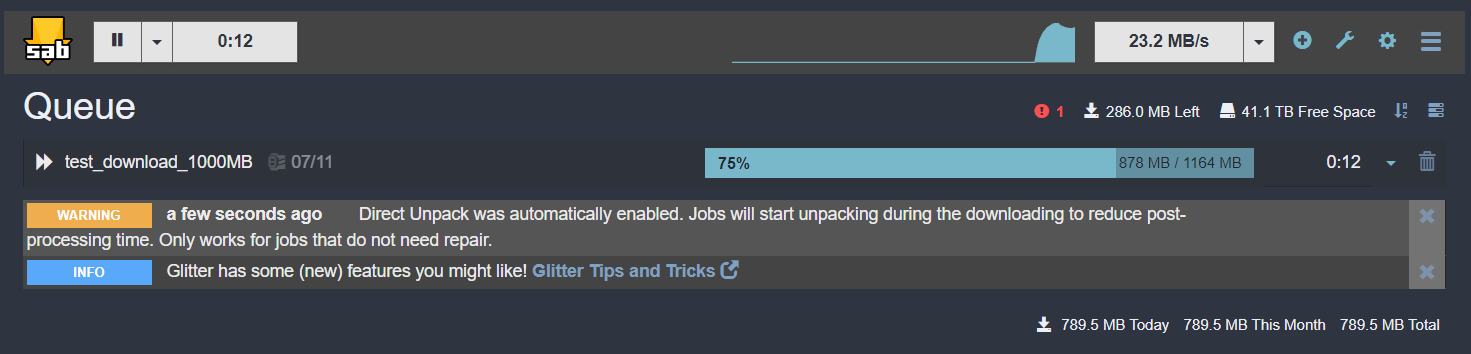 sab 0:12 23.2 MB/s
Queue
1 286.0 MB Left 41.1 TB Free Space
test_download_1000MB 07/11 75% 878 MB / 1164 MB 0:12
WARNING a few seconds ago Direct Unpack was automatically enabled. Jobs will start unpacking during the downloading to reduce post-
processing time. Only works for jobs that do not need repair.
INFO Glitter has some (new) features you might like! Glitter Tips and Tricks
789.5 MB Today 789.5 MB This Month 789.5 MB Total